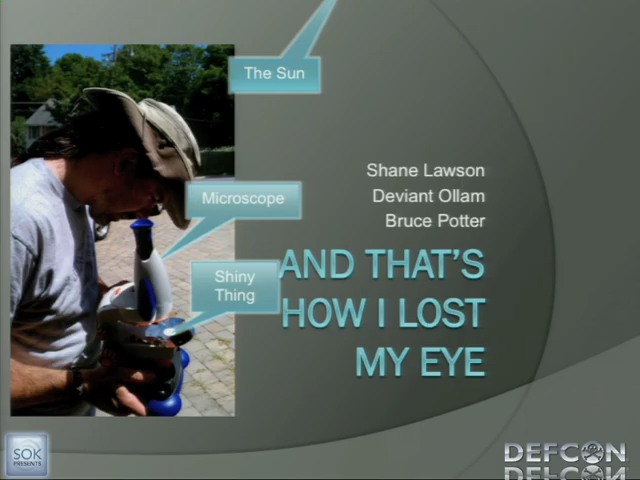 The Sun
Shane Lawson
Deviant Ollam
Bruce Potter
Microscope
Shiny
Thing
AND THAT'S
HOW I LOST
MY EYE
SOK
PRESENTS
DEFCON